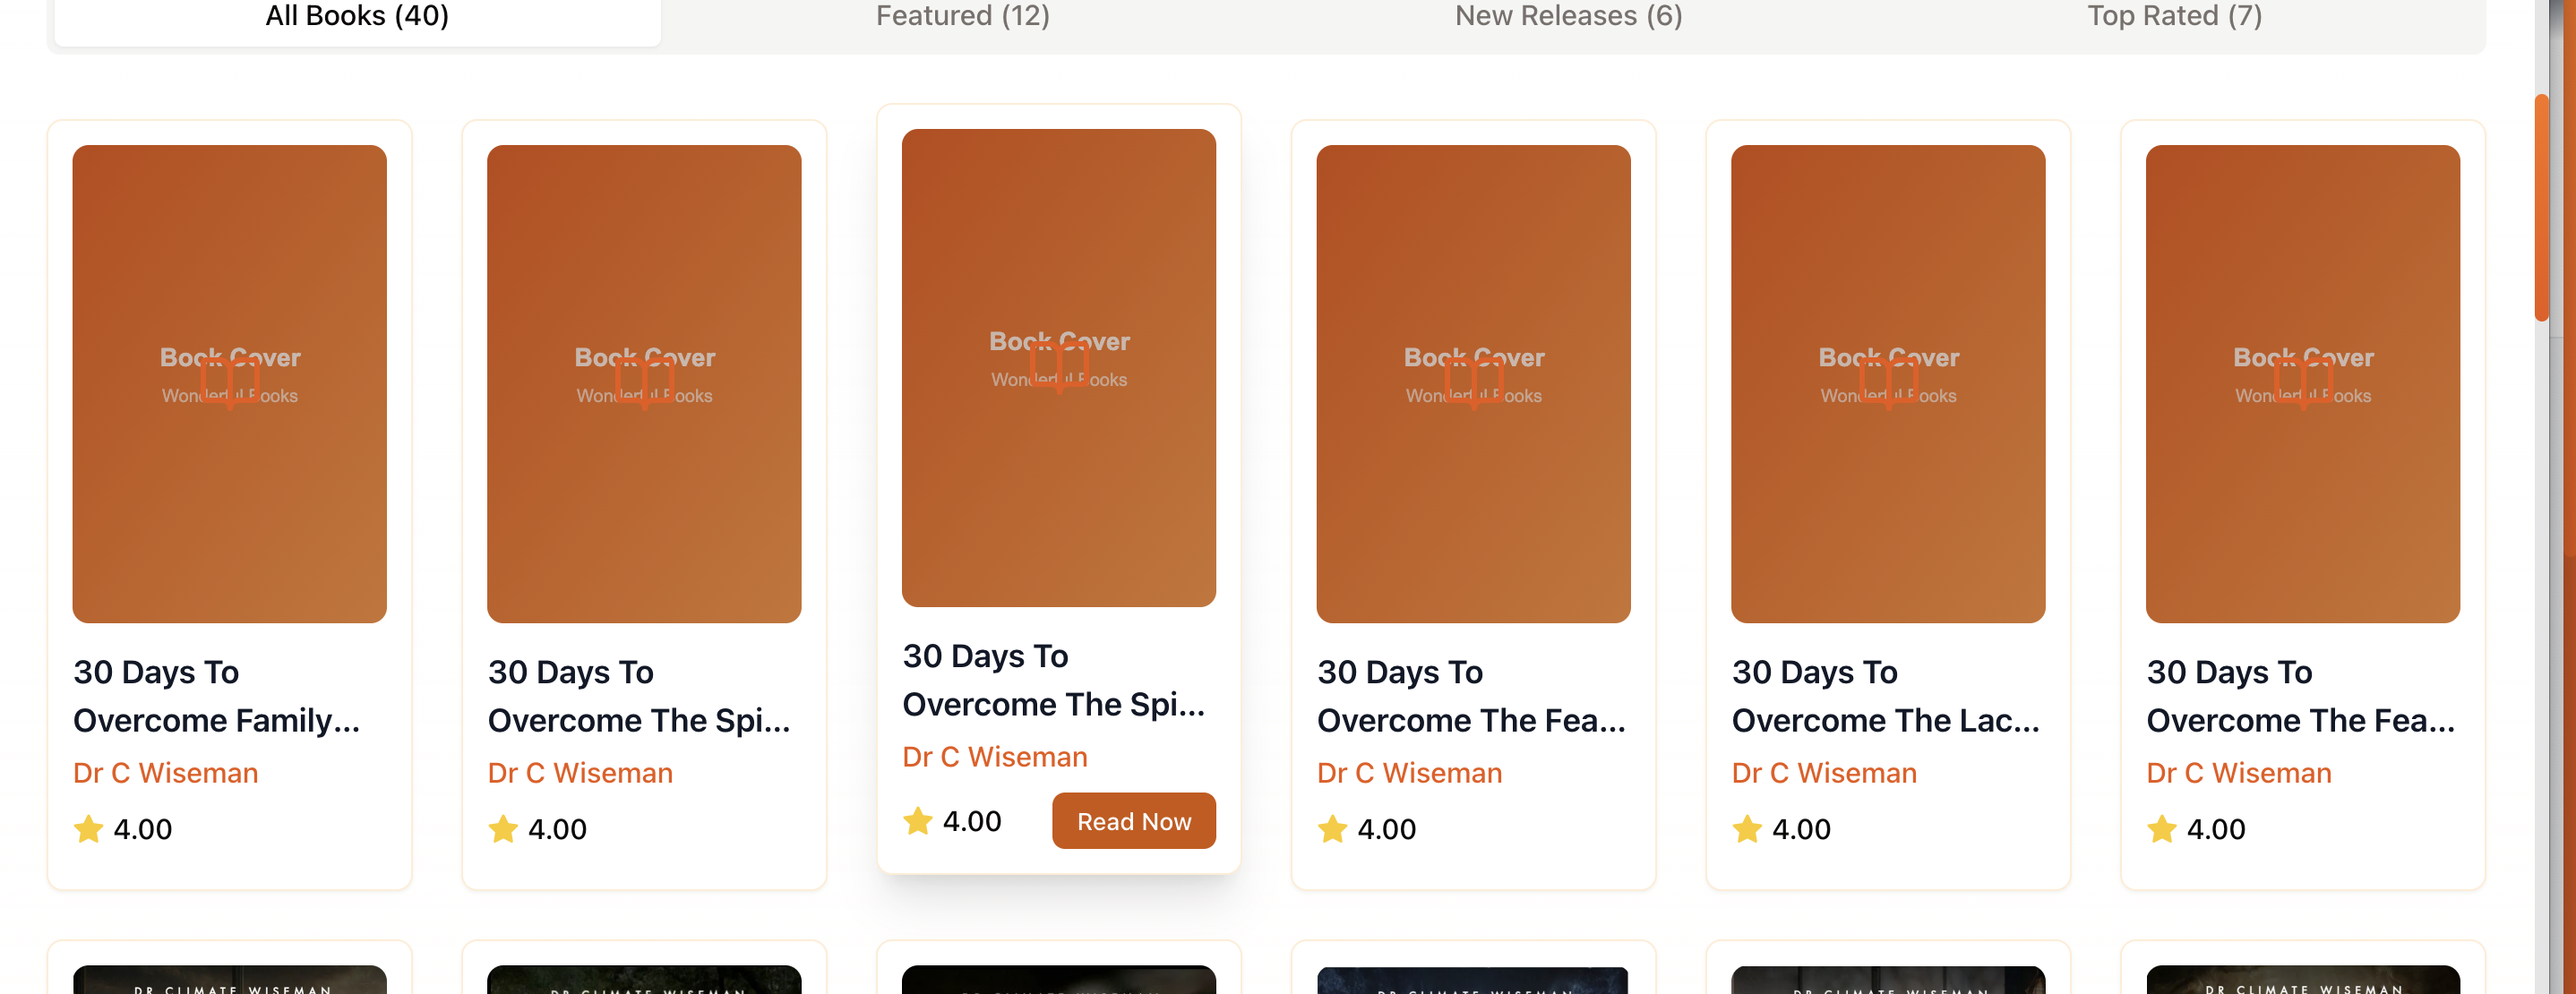 All Books (40)
Featured (12)
New Releases (6)
Top Rated (7)
Book Cover
Wonderful Books
30 Days To
Overcome Family...
Dr C Wiseman
4.00
Book Cover
Wonderful Books
30 Days To
Overcome The Spi...
Dr C Wiseman
4.00
Book Cover
Wonderful Books
30 Days To
Overcome The Spi...
Dr C Wiseman
4.00
Read Now
Book Cover
Wonderful Books
30 Days To
Overcome The Fea...
Dr C Wiseman
4.00
Book Cover
Wonderful Books
30 Days To
Overcome The Lac...
Dr C Wiseman
4.00
Book Cover
Wonderful Books
30 Days To
Overcome The Fea...
Dr C Wiseman
4.00
DR CLIMATE WISEMAN
DR CLIMATE WISEMAN
DR CLIMATE WISEMAN
DR CLIMATE WISEMAN
DR CLIMATE WISEMAN